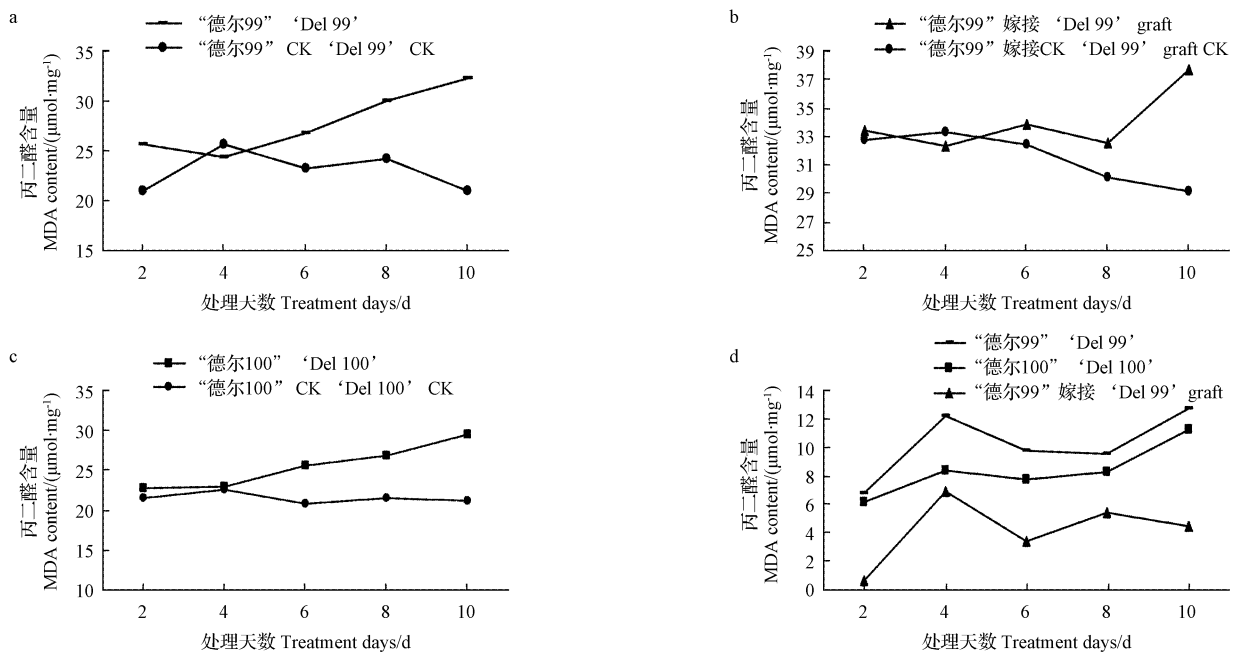 a
“德尔99” ‘Del 99’
“德尔99” CK ‘Del 99’ CK
丙二醛含量
MDA content/(μmol·mg⁻¹)
35
30
25
20
15
2 4 6 8 10
处理天数 Treatment days/d
b
“德尔99”嫁接 ‘Del 99’ graft
“德尔99”嫁接CK ‘Del 99’ graft CK
丙二醛含量
MDA content/(μmol·mg⁻¹)
39
37
35
33
31
29
27
25
2 4 6 8 10
处理天数 Treatment days/d
c
“德尔100” ‘Del 100’
“德尔100” CK ‘Del 100’ CK
丙二醛含量
MDA content/(μmol·mg⁻¹)
35
30
25
20
15
10
2 4 6 8 10
处理天数 Treatment days/d
d
“德尔99” ‘Del 99’
“德尔100” ‘Del 100’
“德尔99”嫁接 ‘Del 99’ graft
丙二醛含量
MDA content/(μmol·mg⁻¹)
14
12
10
8
6
4
2
0
2 4 6 8 10
处理天数 Treatment days/d